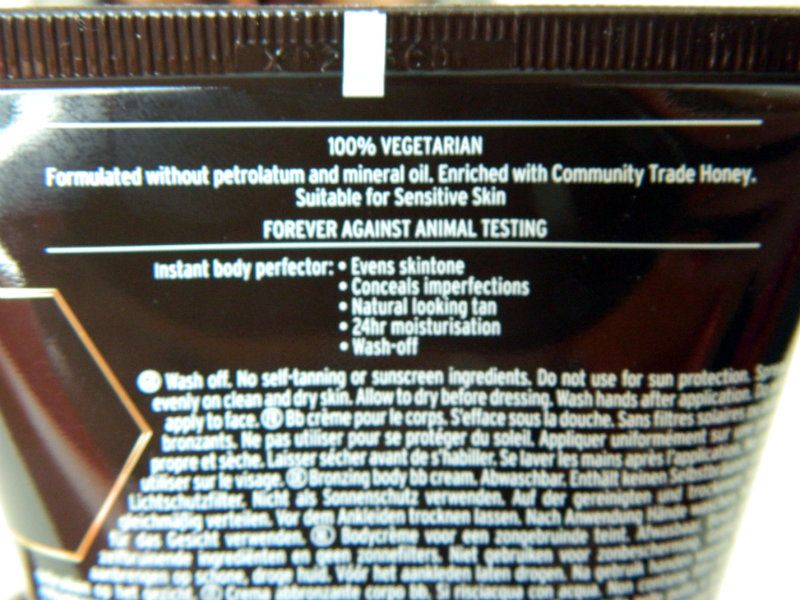 100% VEGETARIAN
Formulated without petrolatum and mineral oil. Enriched with Community Trade Honey.
Suitable for Sensitive Skin
FOREVER AGAINST ANIMAL TESTING
Instant body perfector: • Evens skintone
• Conceals imperfections
• Natural looking tan
• 24hr moisturisation
• Wash-off
Wash off. No self-tanning or sunscreen ingredients. Do not use for sun protection.
evenly on clean and dry skin. Allow to dry before dressing. Wash hands after application.
apply to face. FR Bb crème pour le corps. S'efface sous la douche. Sans filtres solaires
bronzants. Ne pas utiliser pour se protéger du soleil. Appliquer uniformément sur
propre et sèche. Laisser sécher avant de s'habiller. Se laver les mains après l'application.
utiliser sur le visage. Bronzing body bb cream. Abwaschbar. Enthält keinen
Lichtschutzfilter. Nicht als Sonnenschutz verwenden. Auf der gereinigten und
gleichmäßig verteilen. Vor dem Ankleiden trocknen lassen. Nach Anwendung Hände
für das Gesicht verwenden. Bodycrème voor een zongebruinde teint.
ingrediënten en geen zonnefilters. Niet gebruiken voor
aanbrengen op schone, droge huid. Vóór het aankleden laten drogen. Na gebruik
op het gezicht. Crema abbronzante corpo bb. Si risciacqua con acqua.